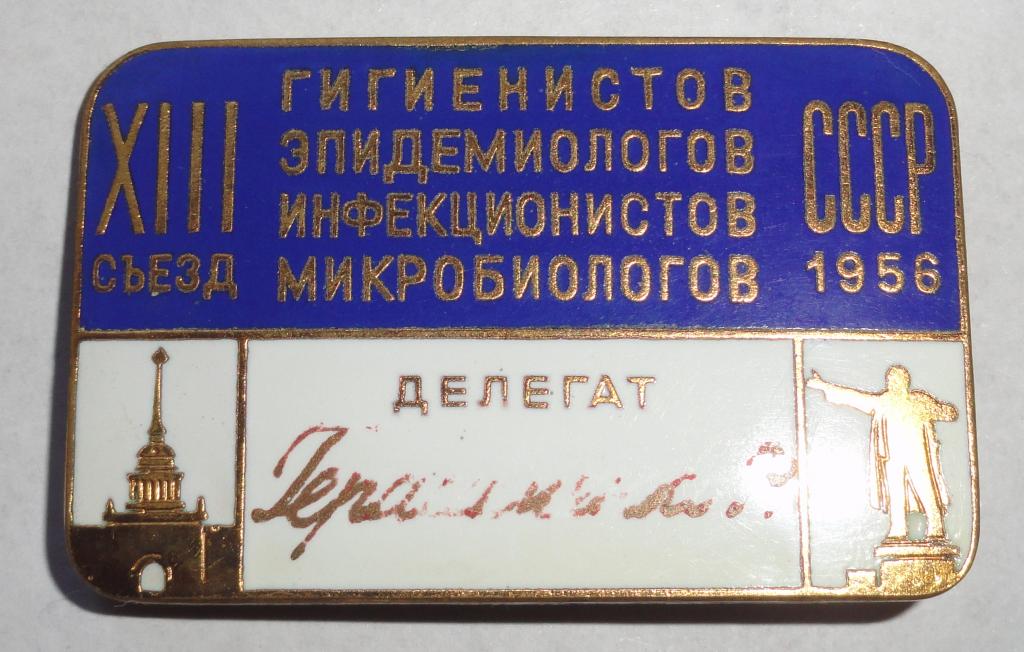 XIII
СЪЕЗД
ГИГИЕНИСТОВ
ЭПИДЕМИОЛОГОВ
ИНФЕКЦИОНИСТОВ
МИКРОБИОЛОГОВ
СССР
1956
ДЕЛЕГАТ